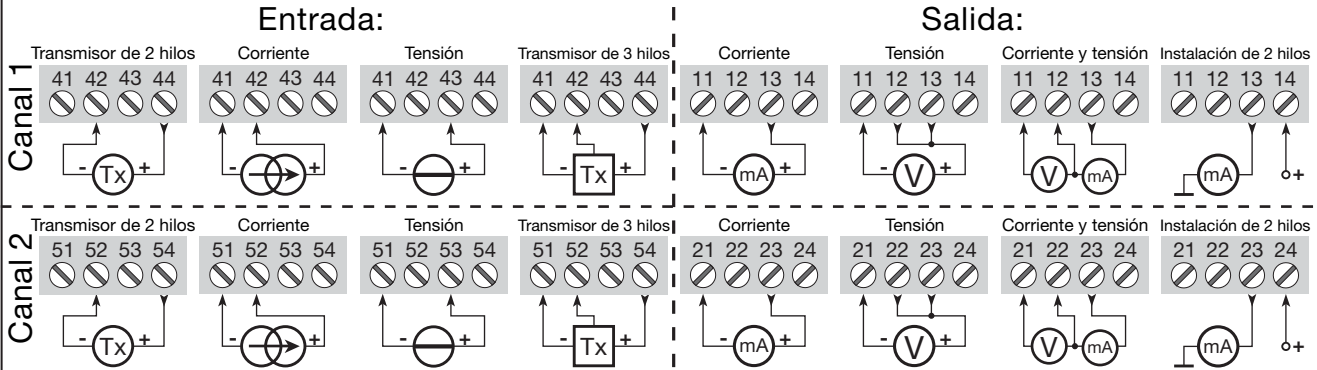 Entrada: Salida:
Transmisor de 2 hilos Corriente Tensión Transmisor de 3 hilos Corriente Tensión Corriente y tensión Instalación de 2 hilos
Canal 1
41 42 43 44 41 42 43 44 41 42 43 44 41 42 43 44 11 12 13 14 11 12 13 14 11 12 13 14 11 12 13 14
- Tx + - + - + - Tx + - mA + - V + V mA mA +
Transmisor de 2 hilos Corriente Tensión Transmisor de 3 hilos Corriente Tensión Corriente y tensión Instalación de 2 hilos
Canal 2
51 52 53 54 51 52 53 54 51 52 53 54 51 52 53 54 21 22 23 24 21 22 23 24 21 22 23 24 21 22 23 24
- Tx + - + - + - Tx + - mA + - V + V mA mA +